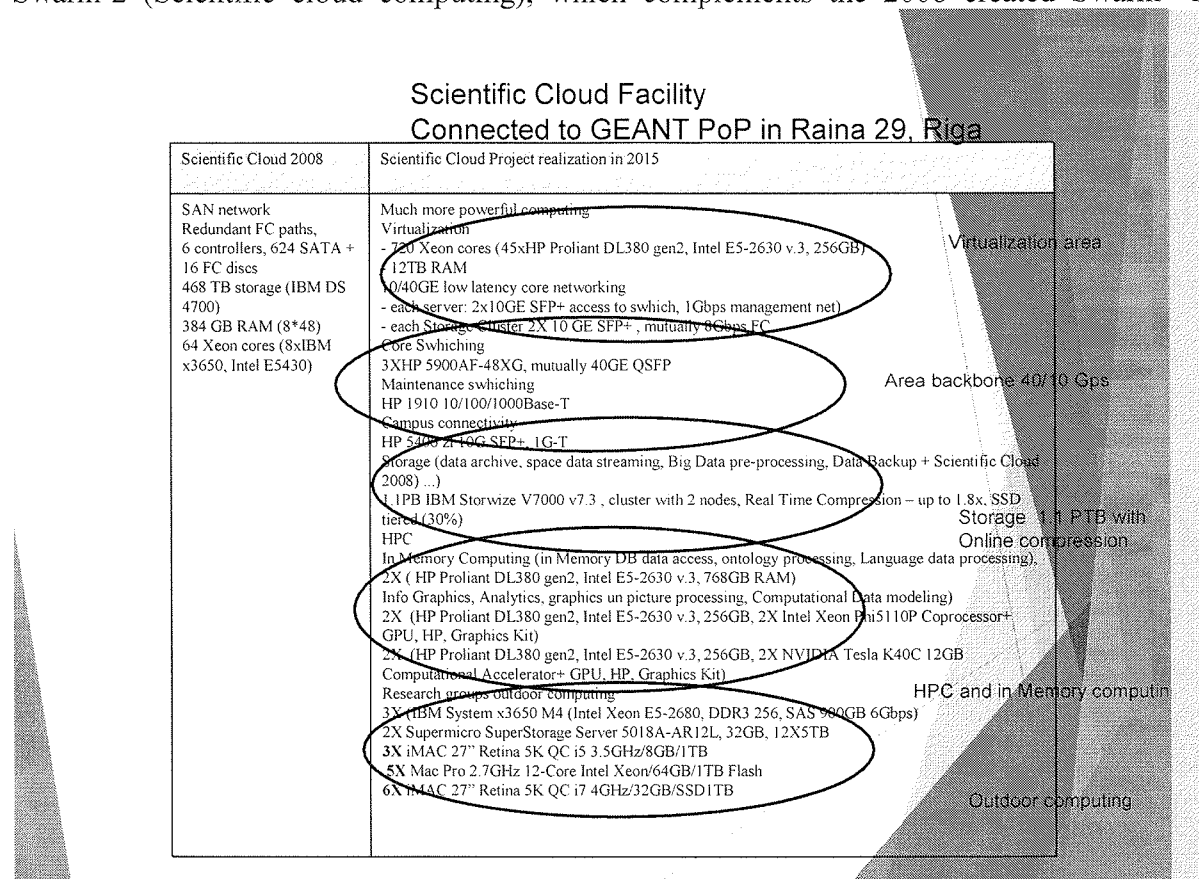 Swarm-2 (Scientific cloud computing), which complements the 2008 created Swarm
Scientific Cloud Facility
Connected to GEANT PoP in Raina 29, Riga
Scientific Cloud 2008
SAN network
Redundant FC paths,
6 controllers, 624 SATA +
16 FC discs
468 TB storage (IBM DS
4700)
384 GB RAM (8*48)
64 Xeon cores (8xIBM
x3650, Intel E5430)
Scientific Cloud Project realization in 2015
Much more powerful computing
Virtualization
- 720 Xeon cores (45xHP Proliant DL380 gen2, Intel E5-2630 v.3, 256GB)
- 12TB RAM
10/40GE low latency core networking
- each server: 2x10GE SFP+ access to swhich, 1Gbps management net)
- each Storage Cluster 2X 10 GE SFP+ , mutually 8Gbps FC
Core Swhiching
3XHP 5900AF-48XG, mutually 40GE QSFP
Maintenance swhiching
HP 1910 10/100/1000Base-T
Campus connectivity
HP 5406 zl 10G SFP+, 1G-T
Storage (data archive, space data streaming, Big Data pre-processing, Data Backup + Scientific Cloud
2008) ...)
1.1PB IBM Storwize V7000 v7.3 , cluster with 2 nodes, Real Time Compression – up to 1.8x, SSD
tiered (30%)
HPC
In Memory Computing (in Memory DB data access, ontology processing, Language data processing),
2X ( HP Proliant DL380 gen2, Intel E5-2630 v.3, 768GB RAM)
Info Graphics, Analytics, graphics un picture processing, Computational Data modeling)
2X (HP Proliant DL380 gen2, Intel E5-2630 v.3, 256GB, 2X Intel Xeon Phi5110P Coprocessor+
GPU, HP, Graphics Kit)
2X (HP Proliant DL380 gen2, Intel E5-2630 v.3, 256GB, 2X NVIDIA Tesla K40C 12GB
Computational Accelerator+ GPU, HP, Graphics Kit)
Research groups outdoor computing
3X (IBM System x3650 M4 (Intel Xeon E5-2680, DDR3 256, SAS 900GB 6Gbps)
2X Supermicro SuperStorage Server 5018A-AR12L, 32GB, 12X5TB
3X iMAC 27" Retina 5K QC i5 3.5GHz/8GB/1TB
5X Mac Pro 2.7GHz 12-Core Intel Xeon/64GB/1TB Flash
6X iMAC 27" Retina 5K QC i7 4GHz/32GB/SSD1TB
Virtualization area
Area backbone 40/10 Gps
Storage 1.1 PTB with
Online compression
HPC and in Memory computin
Outdoor computing